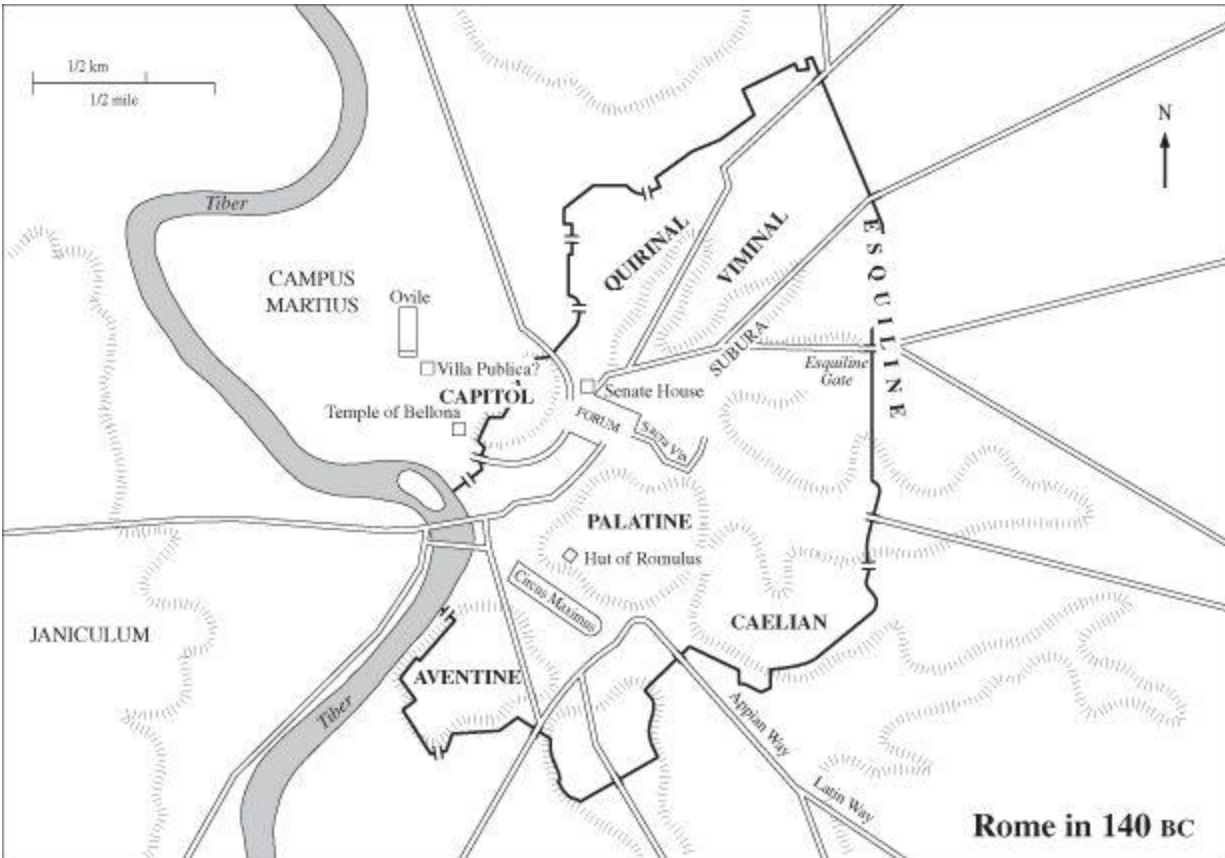 1/2 km
1/2 mile
N
Tiber
QUIRINAL
VIMINAL
ESQUILINE
CAMPUS
MARTIUS
Ovile
Villa Publica?
CAPITOL
Senate House
SUBURA
Esquiline
Gate
Temple of Bellona
FORUM
Sacra Via
PALATINE
Hut of Romulus
Circus Maximus
JANICULUM
CAELIAN
AVENTINE
Tiber
Appian Way
Latin Way
Rome in 140 BC